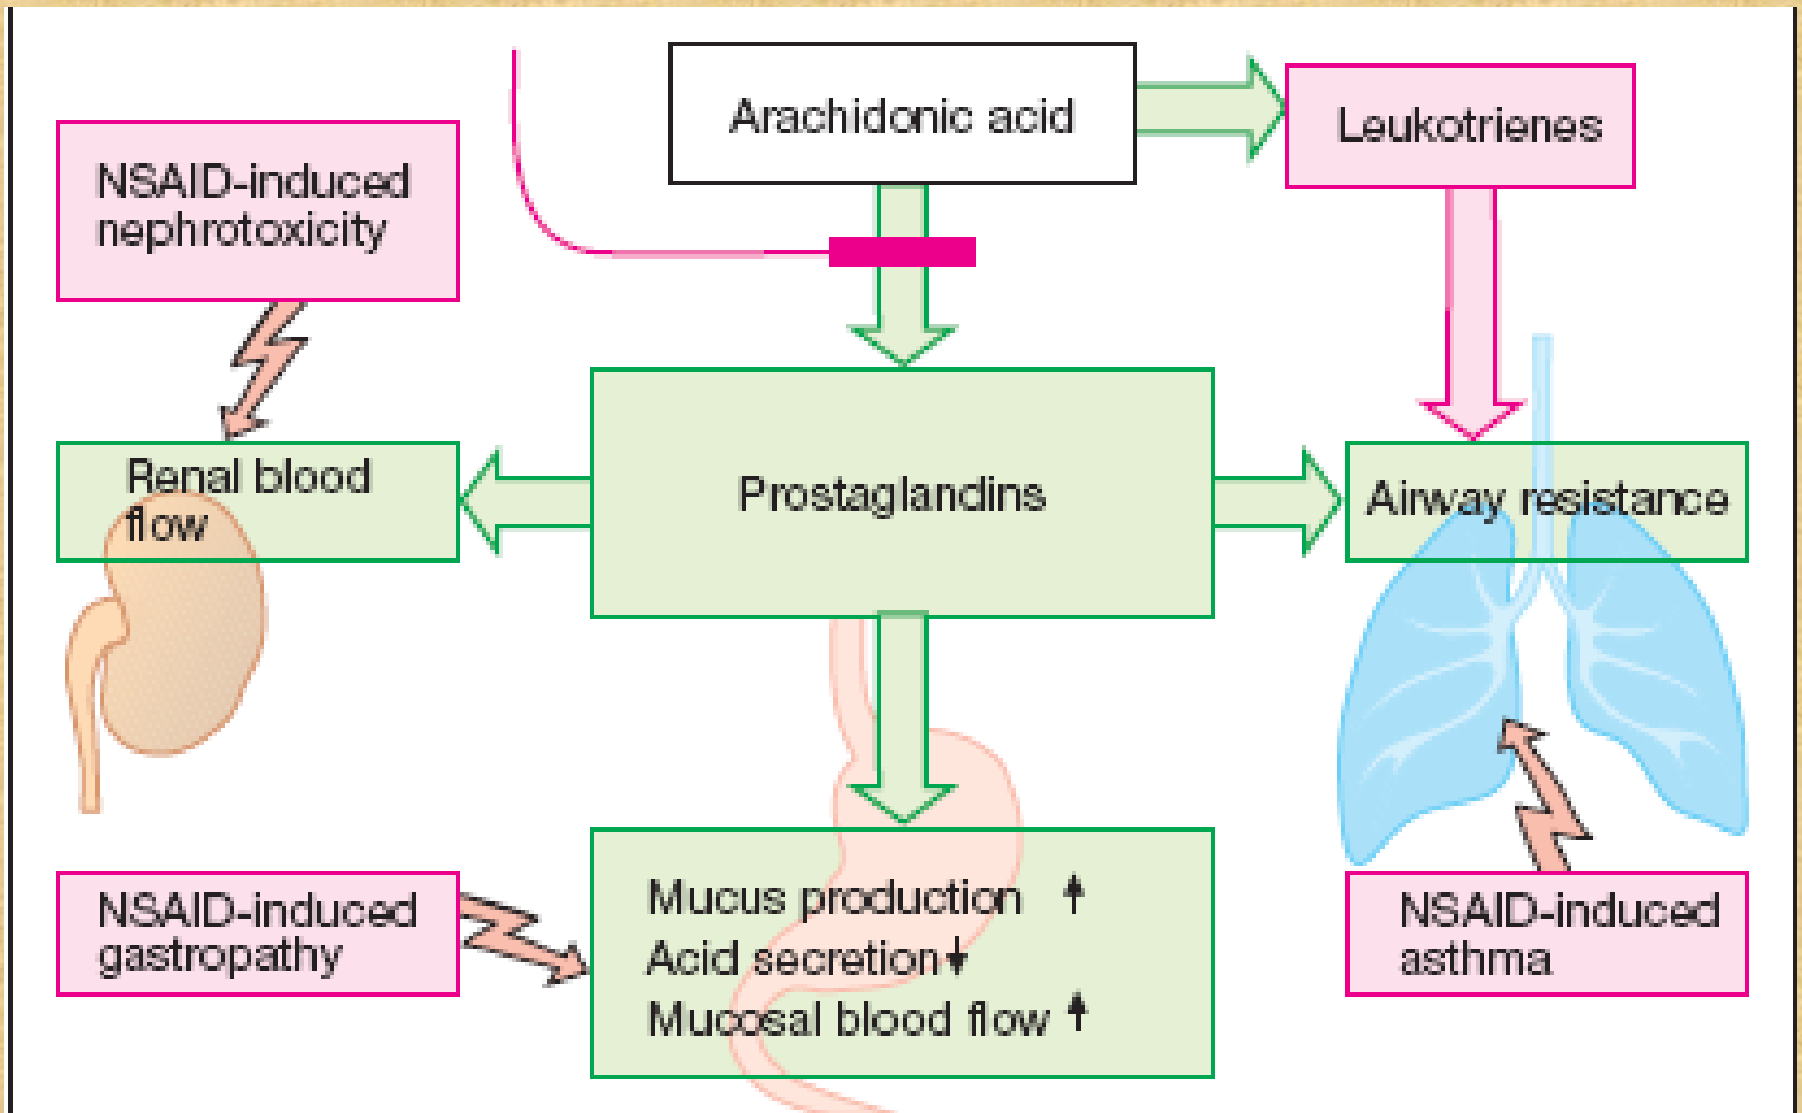 Arachidonic acid
Leukotrienes
NSAID-induced
nephrotoxicity
Renal blood
flow
Prostaglandins
Airway resistance
NSAID-induced
gastropathy
Mucus production
Acid secretion
Mucosal blood flow
NSAID-induced
asthma